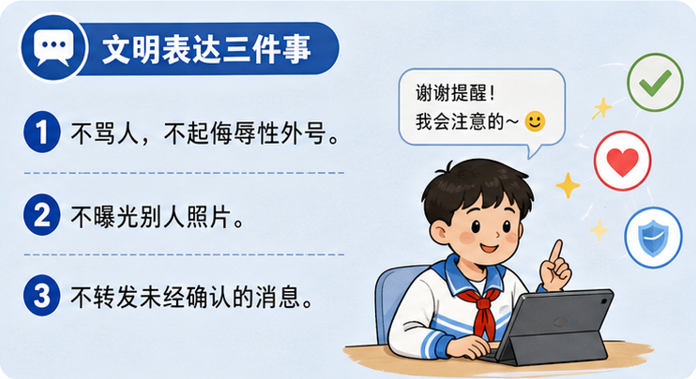 文明表达三件事
1 不骂人，不起侮辱性外号。
2 不曝光别人照片。
3 不转发未经确认的消息。
谢谢提醒！
我会注意的~ 🙂